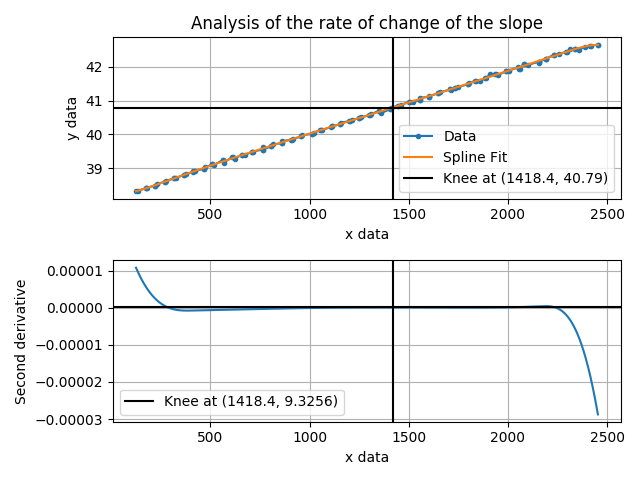 Analysis of the rate of change of the slope
42
41
40
39
y data
Data
Spline Fit
Knee at (1418.4, 40.79)
500 1000 1500 2000 2500
x data
0.00001
0.00000
−0.00001
−0.00002
−0.00003
Second derivative
Knee at (1418.4, 9.3256)
500 1000 1500 2000 2500
x data